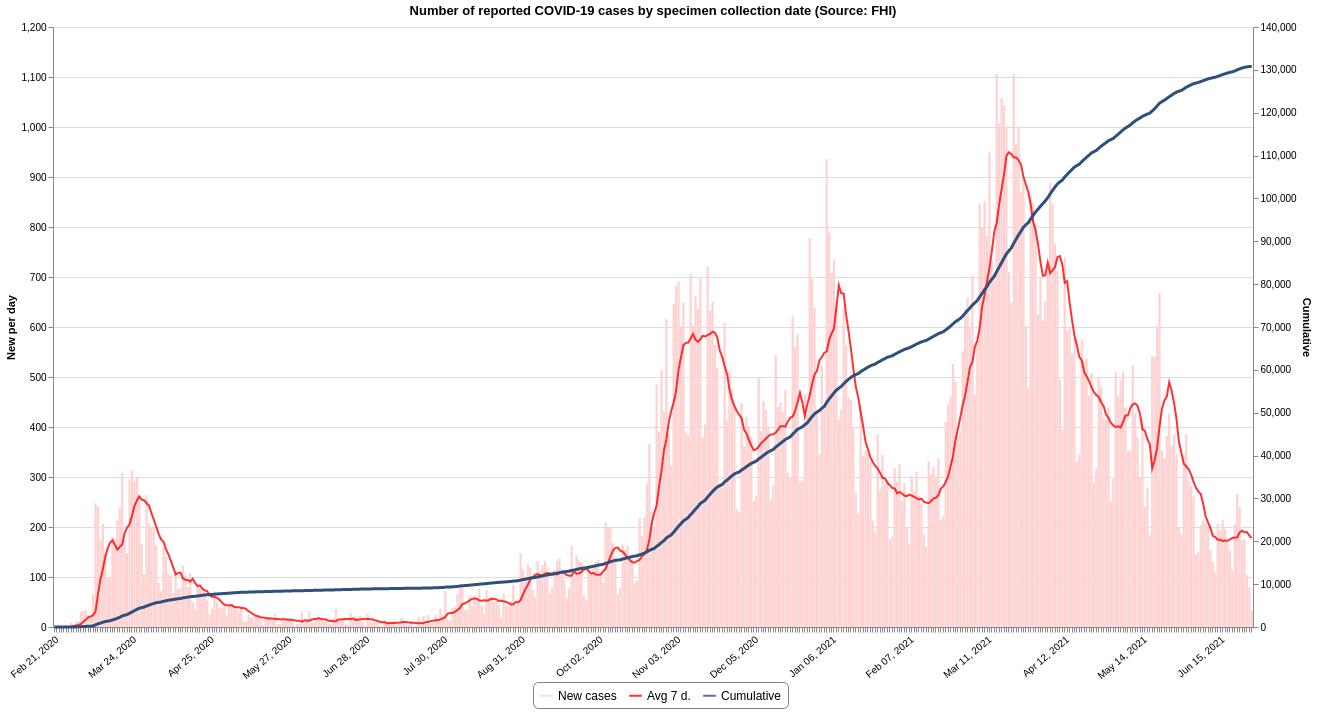 Number of reported COVID-19 cases by specimen collection date (Source: FHI)
1,200
1,100
1,000
900
800
700
600
500
400
300
200
100
0
New per day
140,000
130,000
120,000
110,000
100,000
90,000
80,000
70,000
60,000
50,000
40,000
30,000
20,000
10,000
0
Cumulative
Feb 21, 2020
Mar 24, 2020
Apr 25, 2020
May 27, 2020
Jun 28, 2020
Jul 30, 2020
Aug 31, 2020
Oct 02, 2020
Nov 03, 2020
Dec 05, 2020
Jan 06, 2021
Feb 07, 2021
Mar 11, 2021
Apr 12, 2021
May 14, 2021
Jun 15, 2021
New cases Avg 7 d. Cumulative